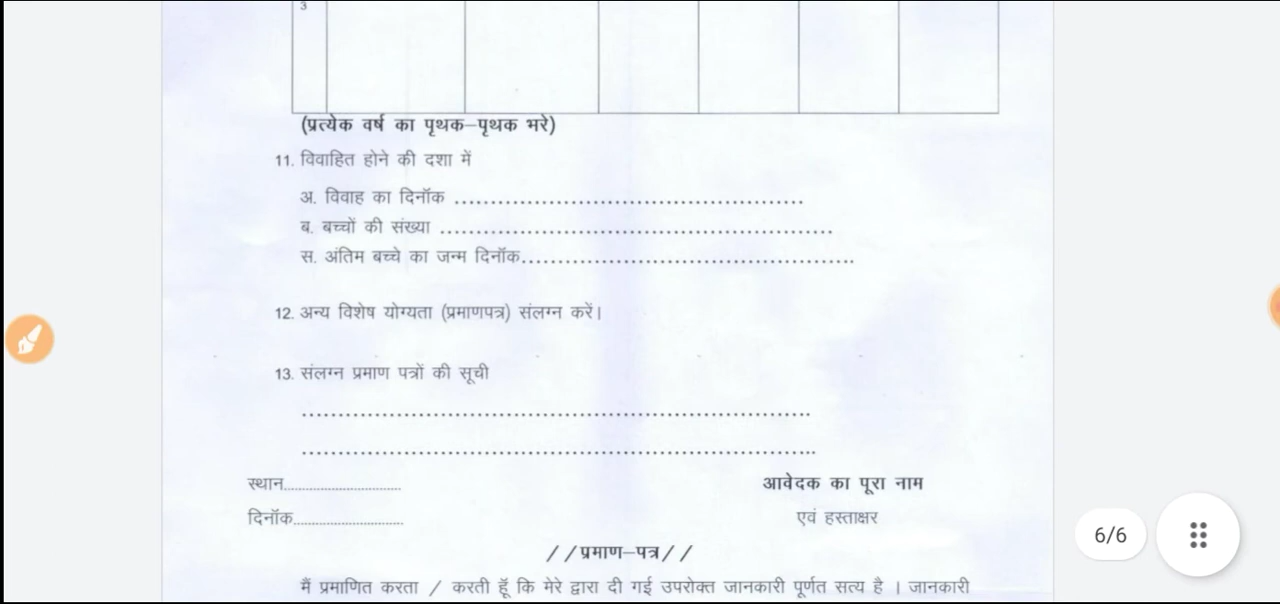 3
(प्रत्येक वर्ष का पृथक–पृथक भरे)
11. विवाहित होने की दशा में
अ. विवाह का दिनॉक ................................................
ब. बच्चों की संख्या ......................................................
स. अंतिम बच्चे का जन्म दिनॉक..............................................
12. अन्य विशेष योग्यता (प्रमाणपत्र) संलग्न करें।
13. संलग्न प्रमाण पत्रों की सूची
......................................................................
......................................................................
स्थान............................... आवेदक का पूरा नाम
दिनॉक............................. एवं हस्ताक्षर
6/6
//प्रमाण–पत्र//
मैं प्रमाणित करता / करती हूँ कि मेरे द्वारा दी गई उपरोक्त जानकारी पूर्णत सत्य है । जानकारी